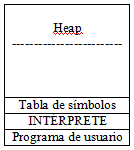 Heap
------------------------
Tabla de símbolos
INTERPRETE
Programa de usuario